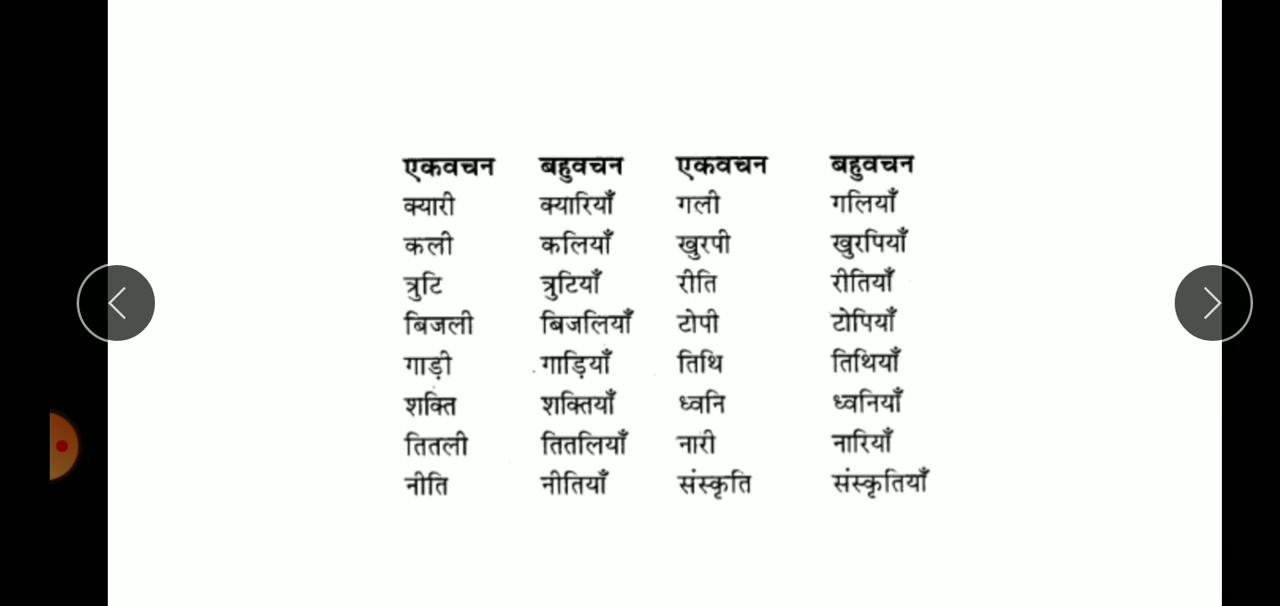 एकवचन बहुवचन एकवचन बहुवचन
क्यारी क्यारियाँ गली गलियाँ
कली कलियाँ खुरपी खुरपियाँ
त्रुटि त्रुटियाँ रीति रीतियाँ
बिजली बिजलियाँ टोपी टोपियाँ
गाड़ी गाड़ियाँ तिथि तिथियाँ
शक्ति शक्तियाँ ध्वनि ध्वनियाँ
तितली तितलियाँ नारी नारियाँ
नीति नीतियाँ संस्कृति संस्कृतियाँ